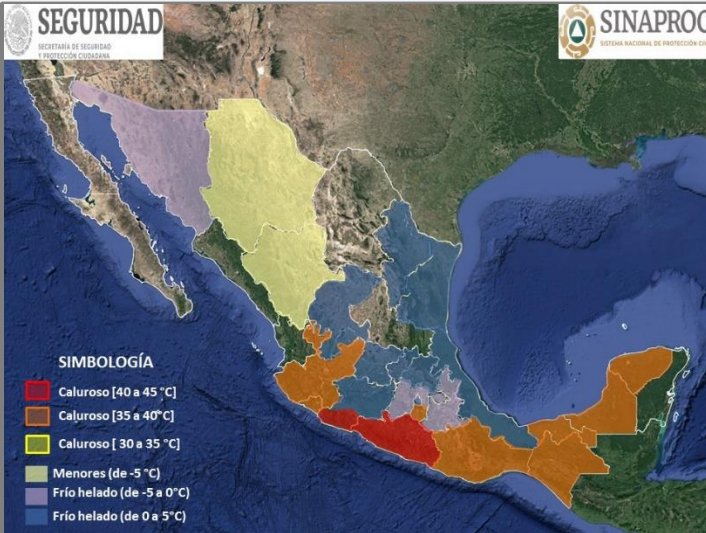 SEGURIDAD
SECRETARÍA DE SEGURIDAD
Y PROTECCIÓN CIUDADANA
SINAPROC
SISTEMA NACIONAL DE PROTECCIÓN CIV
SIMBOLOGÍA
Caluroso [40 a 45 °C]
Caluroso [35 a 40°C]
Caluroso [ 30 a 35 °C]
Menores (de -5 °C)
Frío helado (de -5 a 0°C)
Frío helado (de 0 a 5°C)